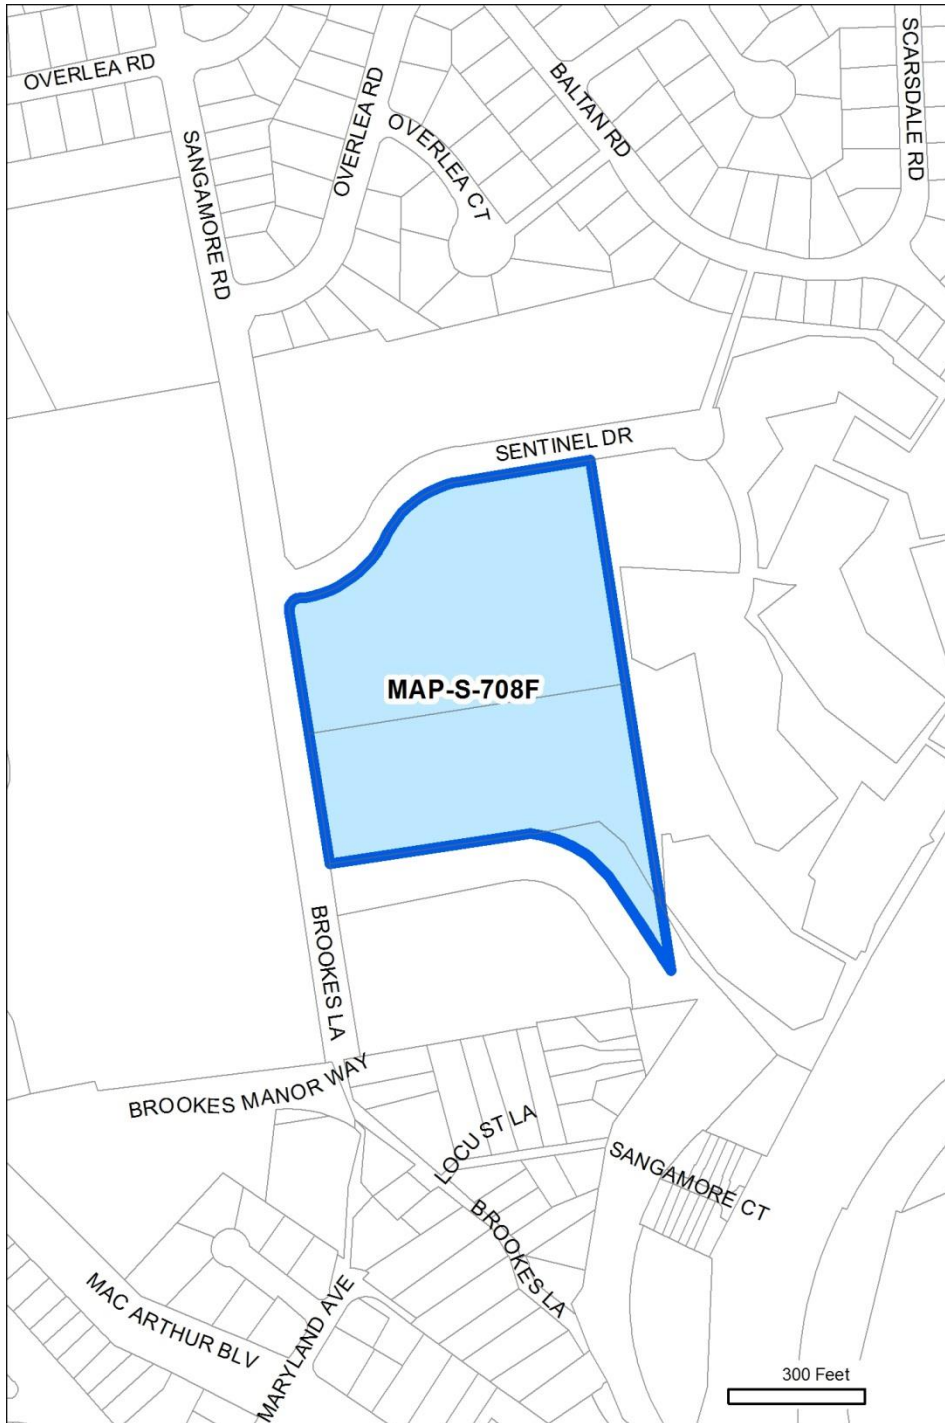 SCARSDALE RD
OVERLEA RD
BALTAN RD
OVERLEA RD
OVERLEA CT
SANGAMORE RD
SENTINEL DR
MAP-S-708F
BROOKES LA
BROOKES MANOR WAY
LOCUST LA
SANGAMORE CT
BROOKES LA
MAC ARTHUR BLV
MARYLAND AVE
300 Feet